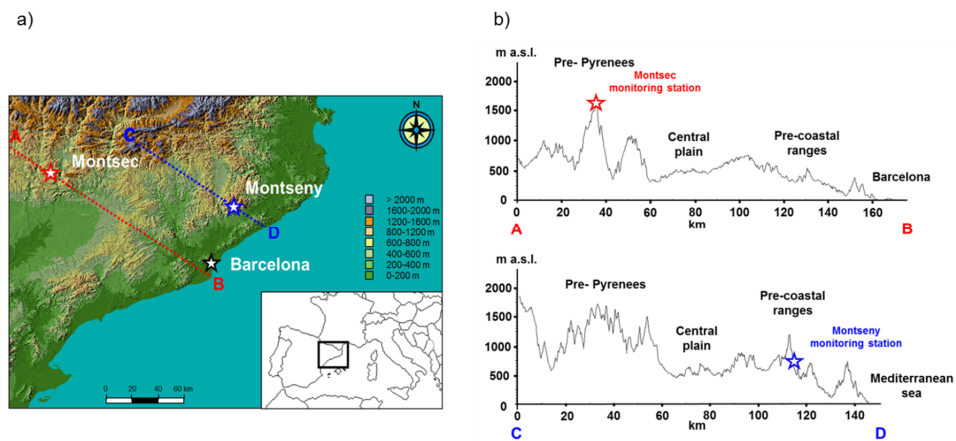 a)
N
A
C
Montsec
Montseny
D
Barcelona
B
> 2000 m
1600-2000 m
1200-1600 m
800-1200 m
600-800 m
400-600 m
200-400 m
0-200 m
0 20 40 60 km
b)
m a.s.l.
Pre- Pyrenees
Montsec
monitoring station
2000
1500
1000
500
0
Central
plain
Pre-coastal
ranges
Barcelona
0 20 40 60 80 100 120 140 160
km
A
B
m a.s.l.
Pre- Pyrenees
2000
1500
1000
500
0
Central
plain
Pre-coastal
ranges
Montseny
monitoring station
Mediterranean
sea
0 20 40 60 80 100 120 140
km
C
D